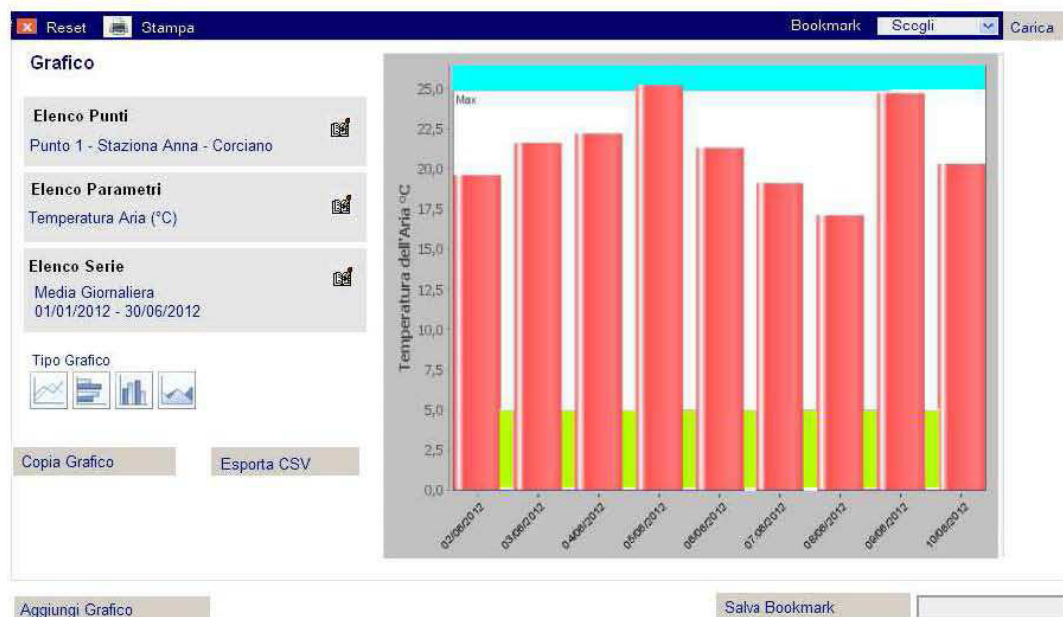 Reset Stampa Bookmark Scegli Carica
Grafico
Elenco Punti
Punto 1 - Staziona Anna - Corciano
Elenco Parametri
Temperatura Aria (°C)
Elenco Serie
Media Giornaliera
01/01/2012 - 30/06/2012
Tipo Grafico
Copia Grafico Esporta CSV
Temperatura dell'Aria °C
25,0
22,5
20,0
17,5
15,0
12,5
10,0
7,5
5,0
2,5
0,0
Max
02/06/2012
03/06/2012
04/06/2012
05/06/2012
06/06/2012
07/06/2012
08/06/2012
09/06/2012
10/06/2012
Aggiungi Grafico Salva Bookmark